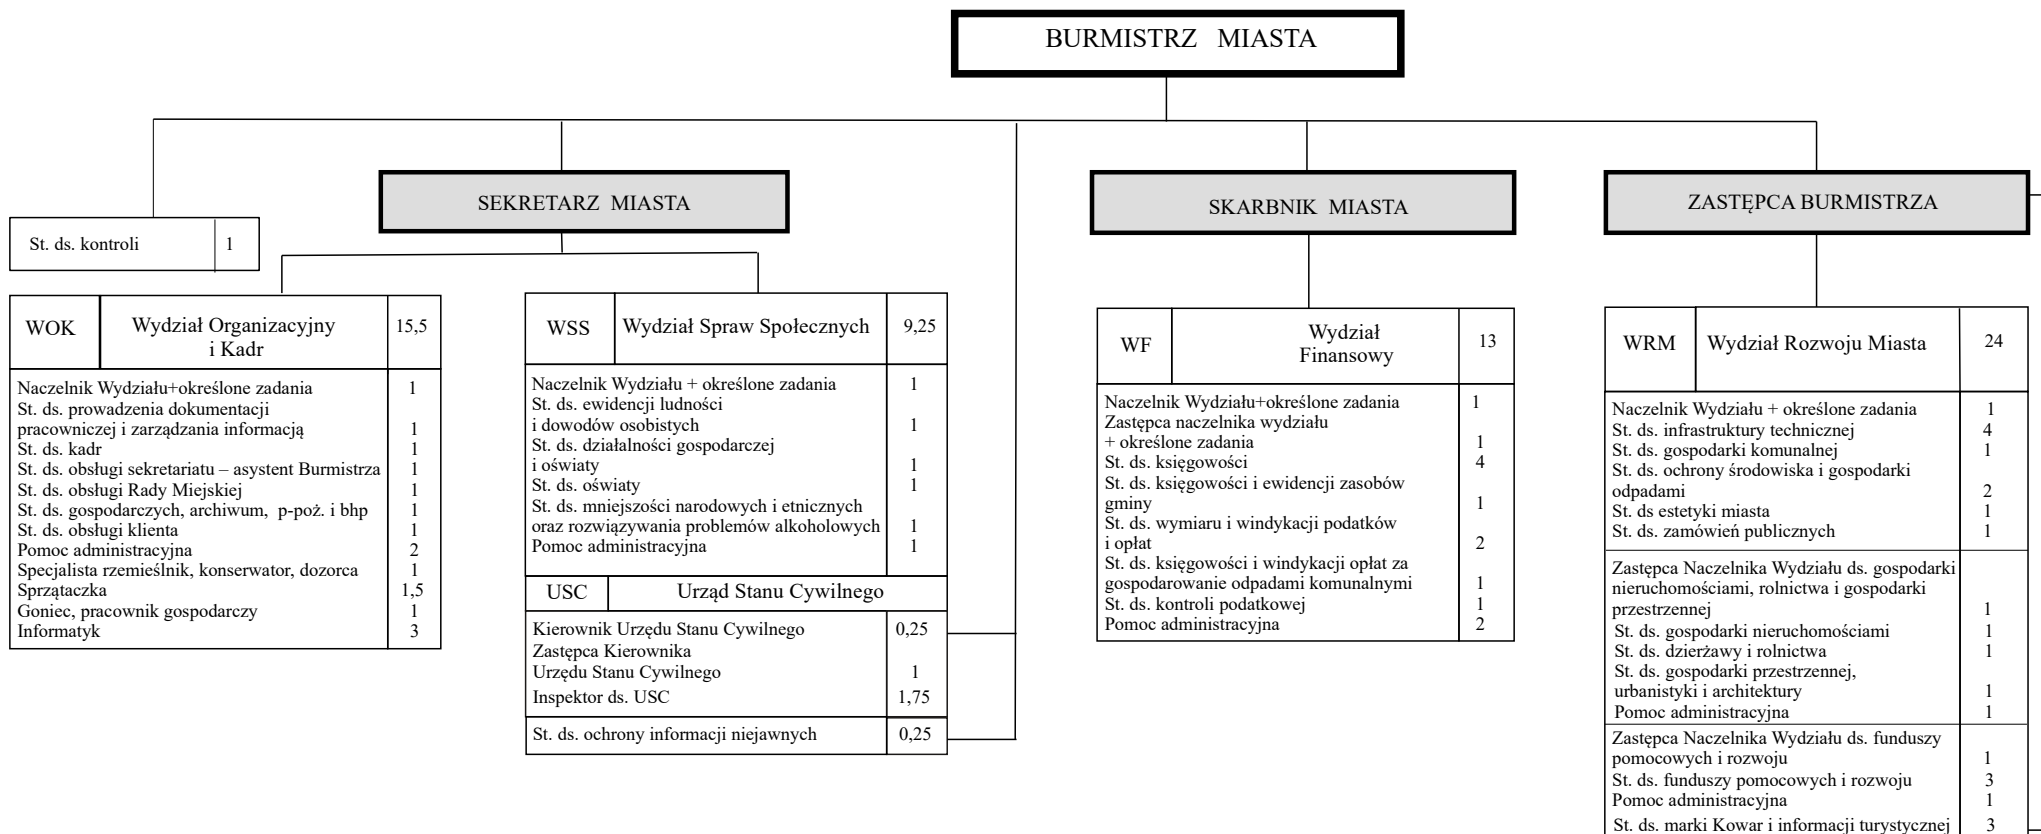 BURMISTRZ MIASTA
SEKRETARZ MIASTA
SKARBNIK MIASTA
ZASTĘPCA BURMISTRZA
St. ds. kontroli 1
WOK Wydział Organizacyjny 15,5
i Kadr
Naczelnik Wydziału+określone zadania 1
St. ds. prowadzenia dokumentacji
pracowniczej i zarządzania informacją 1
St. ds. kadr 1
St. ds. obsługi sekretariatu – asystent Burmistrza 1
St. ds. obsługi Rady Miejskiej 1
St. ds. gospodarczych, archiwum, p-poż. i bhp 1
St. ds. obsługi klienta 1
Pomoc administracyjna 2
Specjalista rzemieślnik, konserwator, dozorca 1
Sprzątaczka 1,5
Goniec, pracownik gospodarczy 1
Informatyk 3
WSS Wydział Spraw Społecznych 9,25
Naczelnik Wydziału + określone zadania 1
St. ds. ewidencji ludności
i dowodów osobistych 1
St. ds. działalności gospodarczej
i oświaty 1
St. ds. oświaty 1
St. ds. mniejszości narodowych i etnicznych
oraz rozwiązywania problemów alkoholowych 1
Pomoc administracyjna 1
USC Urząd Stanu Cywilnego
Kierownik Urzędu Stanu Cywilnego 0,25
Zastępca Kierownika
Urzędu Stanu Cywilnego 1
Inspektor ds. USC 1,75
St. ds. ochrony informacji niejawnych 0,25
WF Wydział 13
Finansowy
Naczelnik Wydziału+określone zadania 1
Zastępca naczelnika wydziału
+ określone zadania 1
St. ds. księgowości 4
St. ds. księgowości i ewidencji zasobów
gminy 1
St. ds. wymiaru i windykacji podatków
i opłat 2
St. ds. księgowości i windykacji opłat za
gospodarowanie odpadami komunalnymi 1
St. ds. kontroli podatkowej 1
Pomoc administracyjna 2
WRM Wydział Rozwoju Miasta 24
Naczelnik Wydziału + określone zadania 1
St. ds. infrastruktury technicznej 4
St. ds. gospodarki komunalnej 1
St. ds. ochrony środowiska i gospodarki
odpadami 2
St. ds estetyki miasta 1
St. ds. zamówień publicznych 1
Zastępca Naczelnika Wydziału ds. gospodarki
nieruchomościami, rolnictwa i gospodarki
przestrzennej 1
St. ds. gospodarki nieruchomościami 1
St. ds. dzierżawy i rolnictwa 1
St. ds. gospodarki przestrzennej,
urbanistyki i architektury 1
Pomoc administracyjna 1
Zastępca Naczelnika Wydziału ds. funduszy
pomocowych i rozwoju 1
St. ds. funduszy pomocowych i rozwoju 3
Pomoc administracyjna 1
St. ds. marki Kowar i informacji turystycznej 3